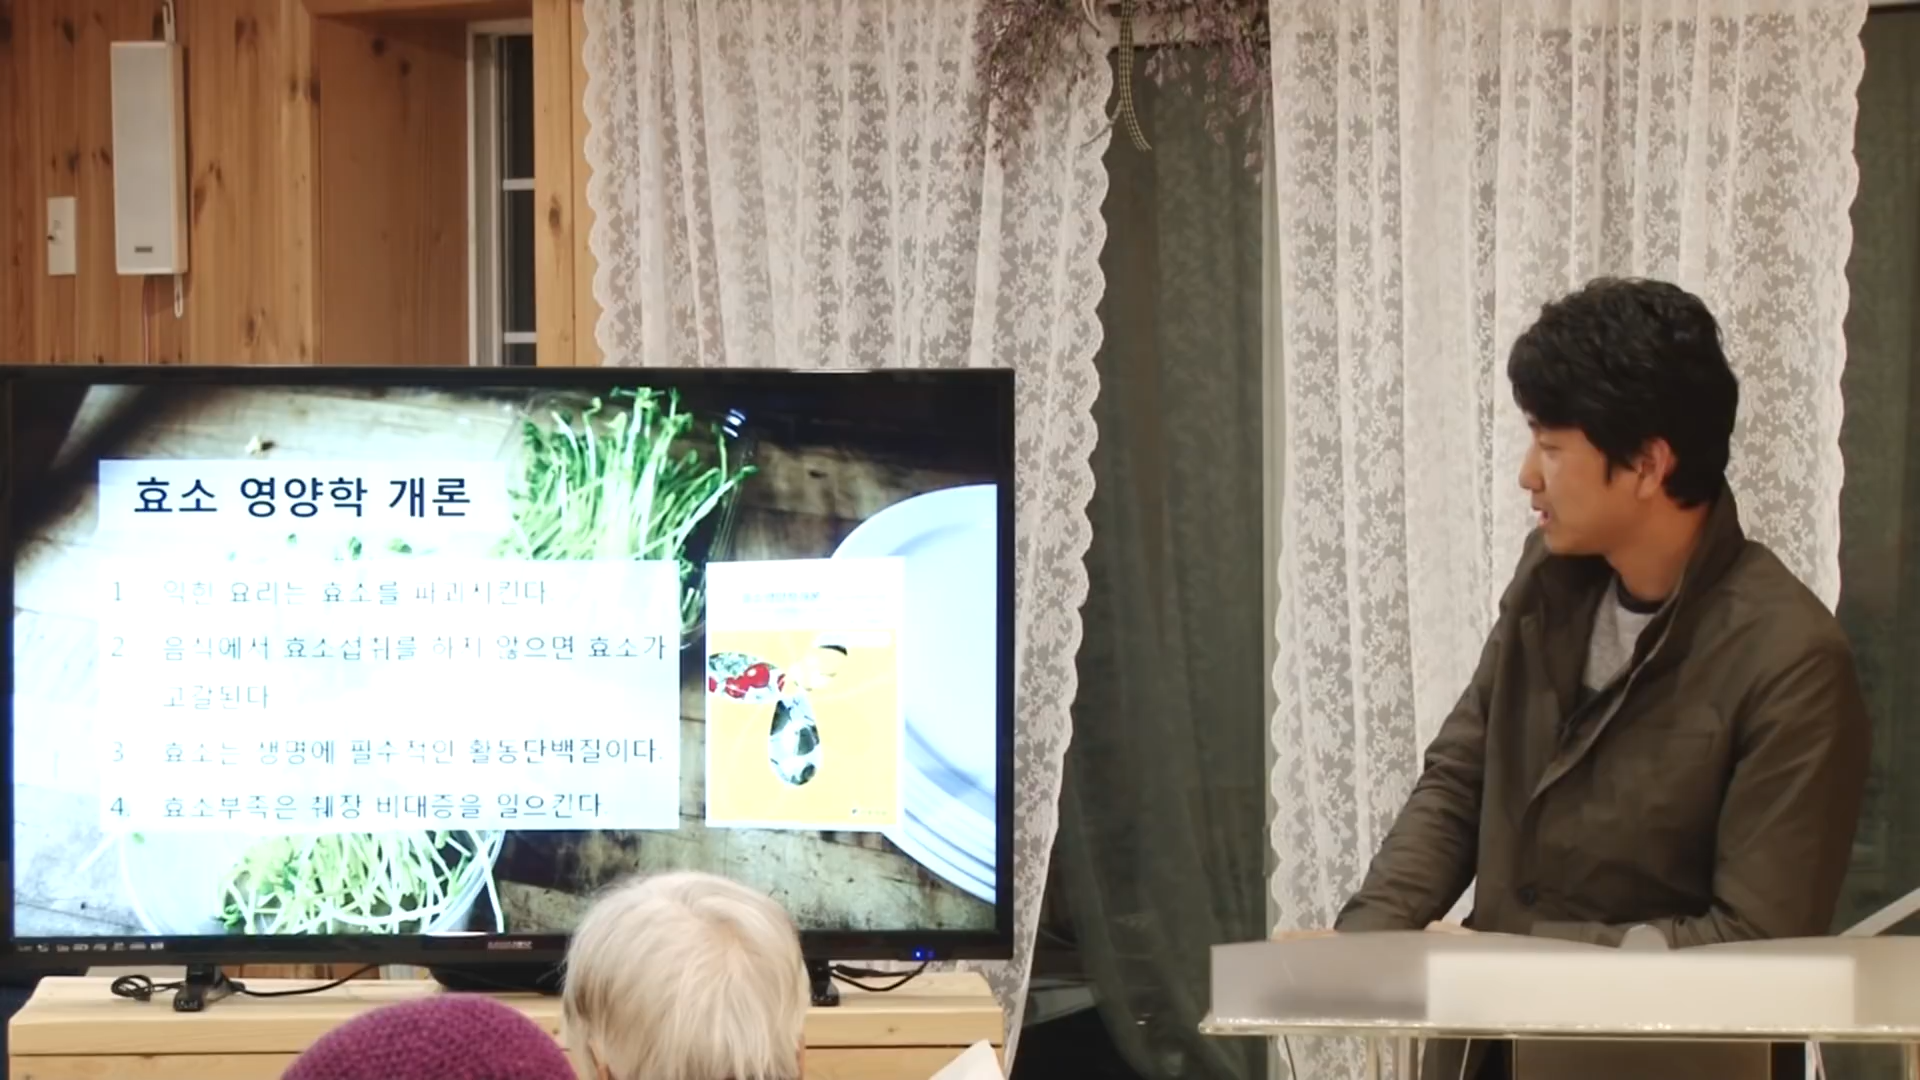 효소 영양학 개론
1. 익힌 요리는 효소를 파괴시킨다
2. 음식에서 효소섭취를 하지 않으면 효소가
고갈된다
3. 효소는 생명에 필수적인 활동단백질이다.
4. 효소부족은 췌장 비대증을 일으킨다.